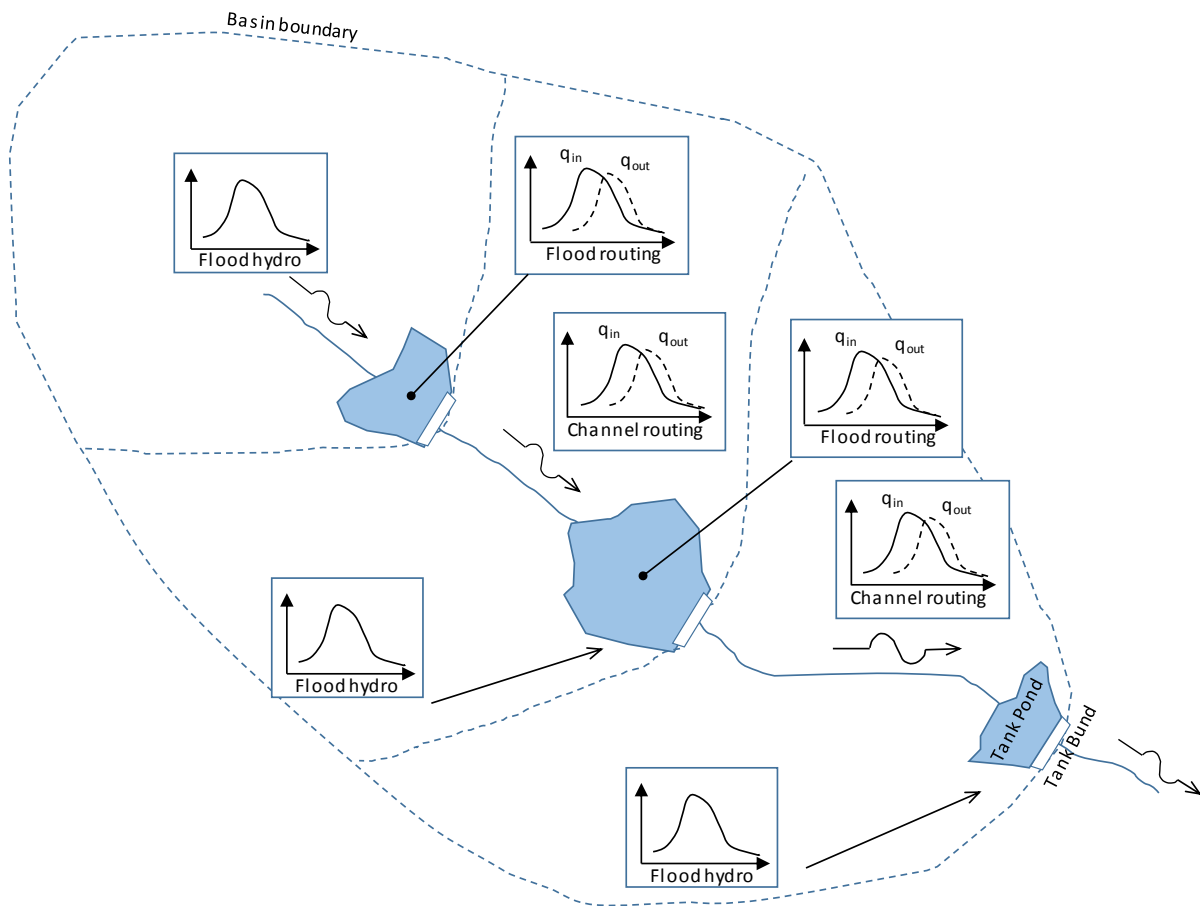 Basin boundary
Flood hydro
qin
qout
Flood routing
qin
qout
Channel routing
qin
qout
Flood routing
qin
qout
Channel routing
Flood hydro
Tank Pond
Tank Bund
Flood hydro